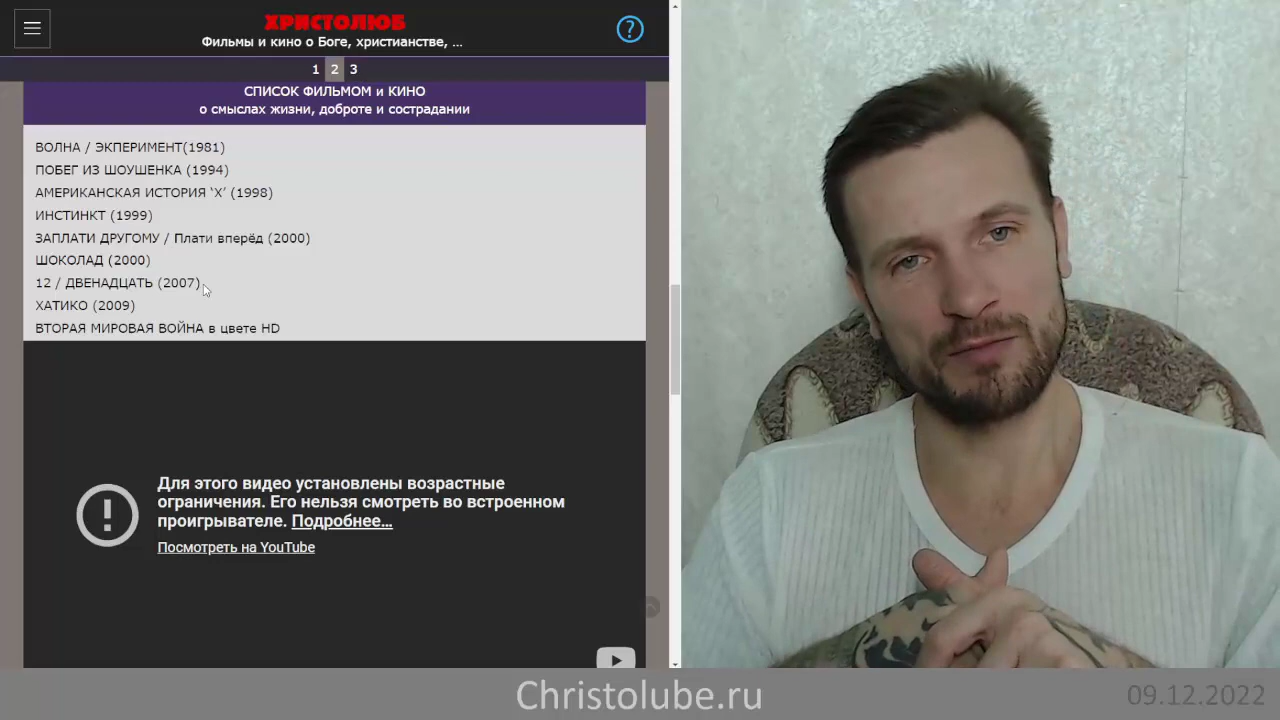 ХРИСТОЛЮБ
Фильмы и кино о Боге, христианстве, ...
?
1 2 3
СПИСОК ФИЛЬМОМ и КИНО
о смыслах жизни, доброте и сострадании
ВОЛНА / ЭКПЕРИМЕНТ(1981)
ПОБЕГ ИЗ ШОУШЕНКА (1994)
АМЕРИКАНСКАЯ ИСТОРИЯ ‘X’ (1998)
ИНСТИНКТ (1999)
ЗАПЛАТИ ДРУГОМУ / Плати вперёд (2000)
ШОКОЛАД (2000)
12 / ДВЕНАДЦАТЬ (2007)
ХАТИКО (2009)
ВТОРАЯ МИРОВАЯ ВОЙНА в цвете HD
Для этого видео установлены возрастные
ограничения. Его нельзя смотреть во встроенном
проигрывателе. Подробнее...
Посмотреть на YouTube
Christolube.ru
09.12.2022